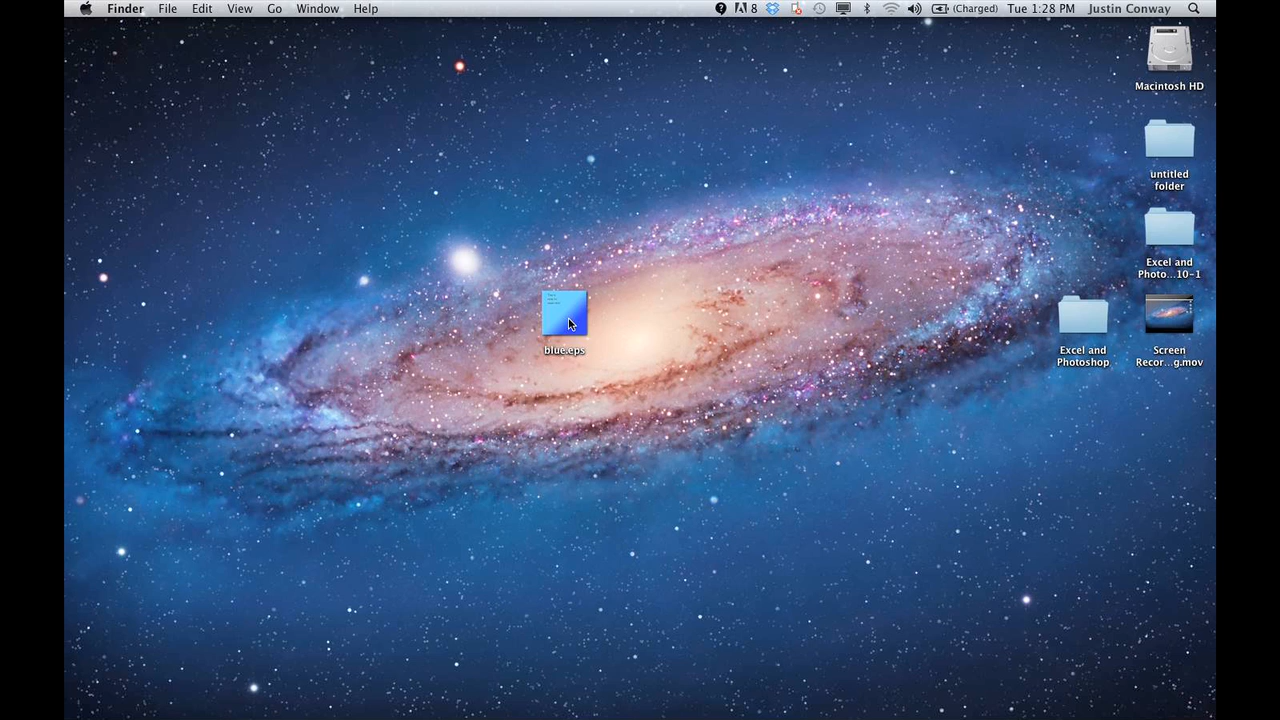 Finder File Edit View Go Window Help 8 (Charged) Tue 1:28 PM Justin Conway
Macintosh HD
untitled
folder
Excel and
Photo...10-1
blue.eps
Excel and
Photoshop
Screen
Recor...g.mov